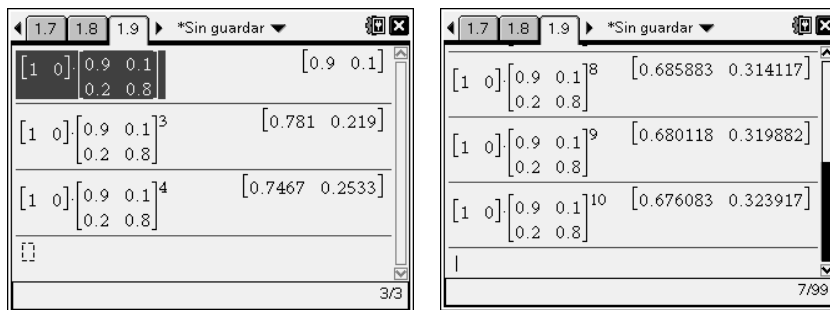 1.7 1.8 1.9 *Sin guardar
[1 0]·[0.9 0.1 [0.9 0.1]
0.2 0.8]
[1 0]·[0.9 0.1]3 [0.781 0.219]
[0.2 0.8]
[1 0]·[0.9 0.1]4 [0.7467 0.2533]
[0.2 0.8]
3/3
1.7 1.8 1.9 *Sin guardar
[1 0]·[0.9 0.1]8 [0.685883 0.314117]
[0.2 0.8]
[1 0]·[0.9 0.1]9 [0.680118 0.319882]
[0.2 0.8]
[1 0]·[0.9 0.1]10 [0.676083 0.323917]
[0.2 0.8]
7/99